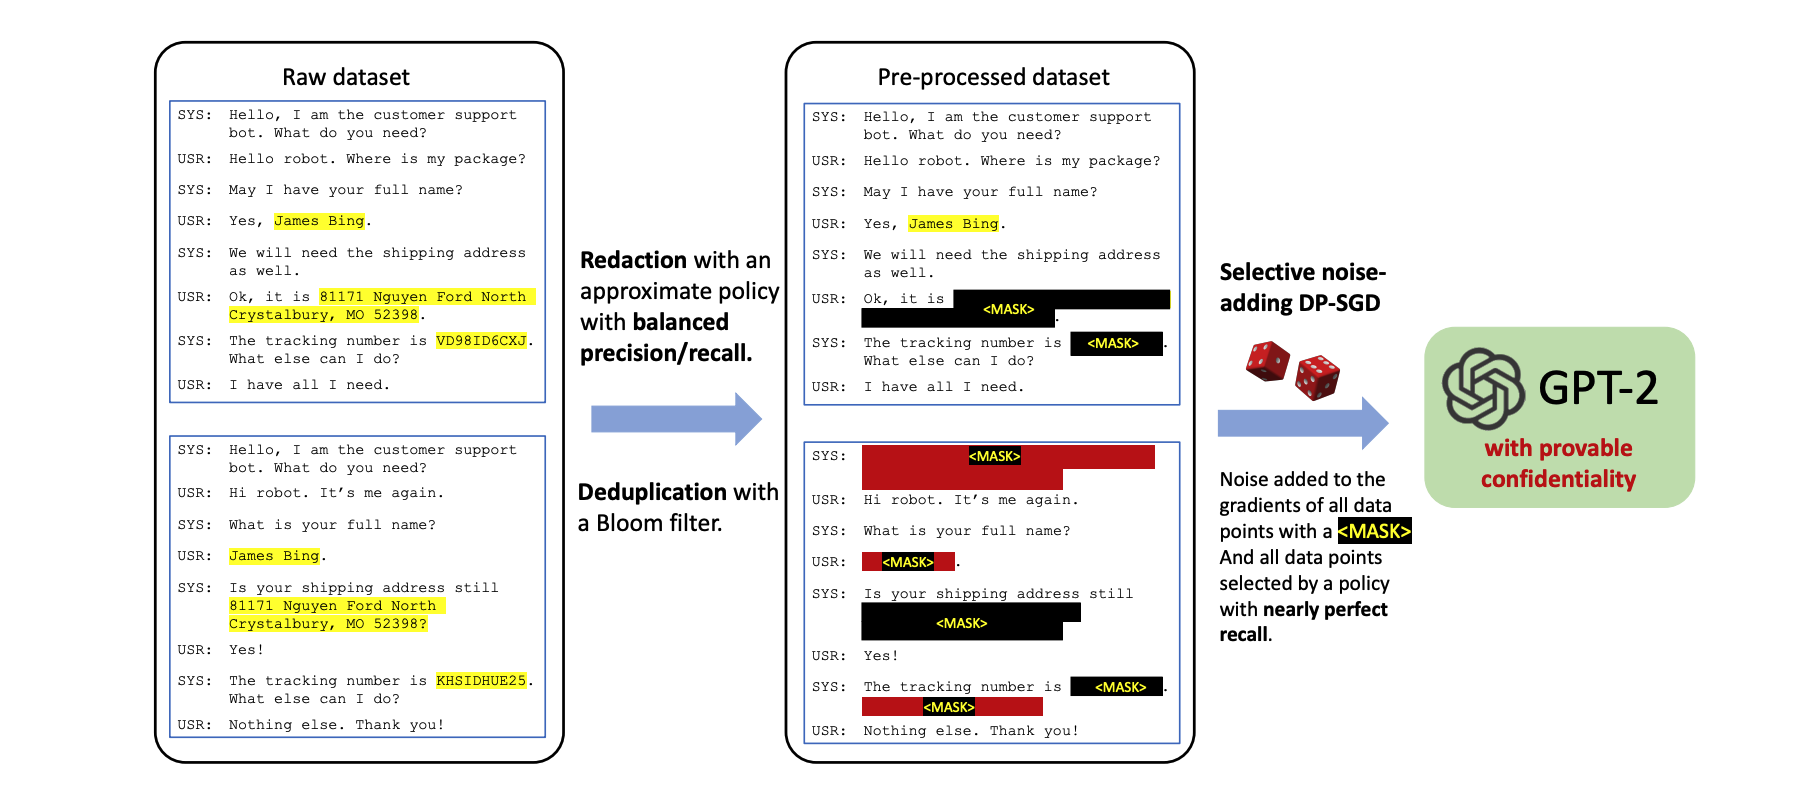 Raw dataset
SYS: Hello, I am the customer support
bot. What do you need?
USR: Hello robot. Where is my package?
SYS: May I have your full name?
USR: Yes, James Bing.
SYS: We will need the shipping address
as well.
USR: Ok, it is 81171 Nguyen Ford North
Crystalbury, MO 52398.
SYS: The tracking number is VD98ID6CXJ.
What else can I do?
USR: I have all I need.
SYS: Hello, I am the customer support
bot. What do you need?
USR: Hi robot. It's me again.
SYS: What is your full name?
USR: James Bing.
SYS: Is your shipping address still
81171 Nguyen Ford North
Crystalbury, MO 52398?
USR: Yes!
SYS: The tracking number is KHSIDHUE25.
What else can I do?
USR: Nothing else. Thank you!
Redaction with an
approximate policy
with balanced
precision/recall.
Deduplication with
a Bloom filter.
Pre-processed dataset
SYS: Hello, I am the customer support
bot. What do you need?
USR: Hello robot. Where is my package?
SYS: May I have your full name?
USR: Yes, James Bing.
SYS: We will need the shipping address
as well.
USR: Ok, it is <MASK>.
SYS: The tracking number is <MASK>.
What else can I do?
USR: I have all I need.
SYS: <MASK>
USR: Hi robot. It's me again.
SYS: What is your full name?
USR: <MASK>.
SYS: Is your shipping address still
<MASK>
USR: Yes!
SYS: The tracking number is <MASK>.
<MASK>
USR: Nothing else. Thank you!
Selective noise-
adding DP-SGD
Noise added to the
gradients of all data
points with a <MASK>
And all data points
selected by a policy
with nearly perfect
recall.
GPT-2
with provable
confidentiality